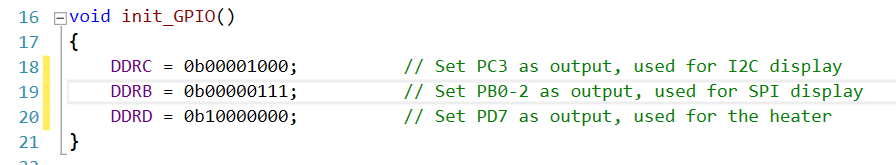 16 void init_GPIO()
17 {
18 DDRC = 0b00001000; // Set PC3 as output, used for I2C display
19 DDRB = 0b00000111; // Set PB0-2 as output, used for SPI display
20 DDRD = 0b10000000; // Set PD7 as output, used for the heater
21 }